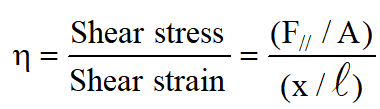 η = Shear stress / Shear strain = (F// / A) / (x / ℓ)